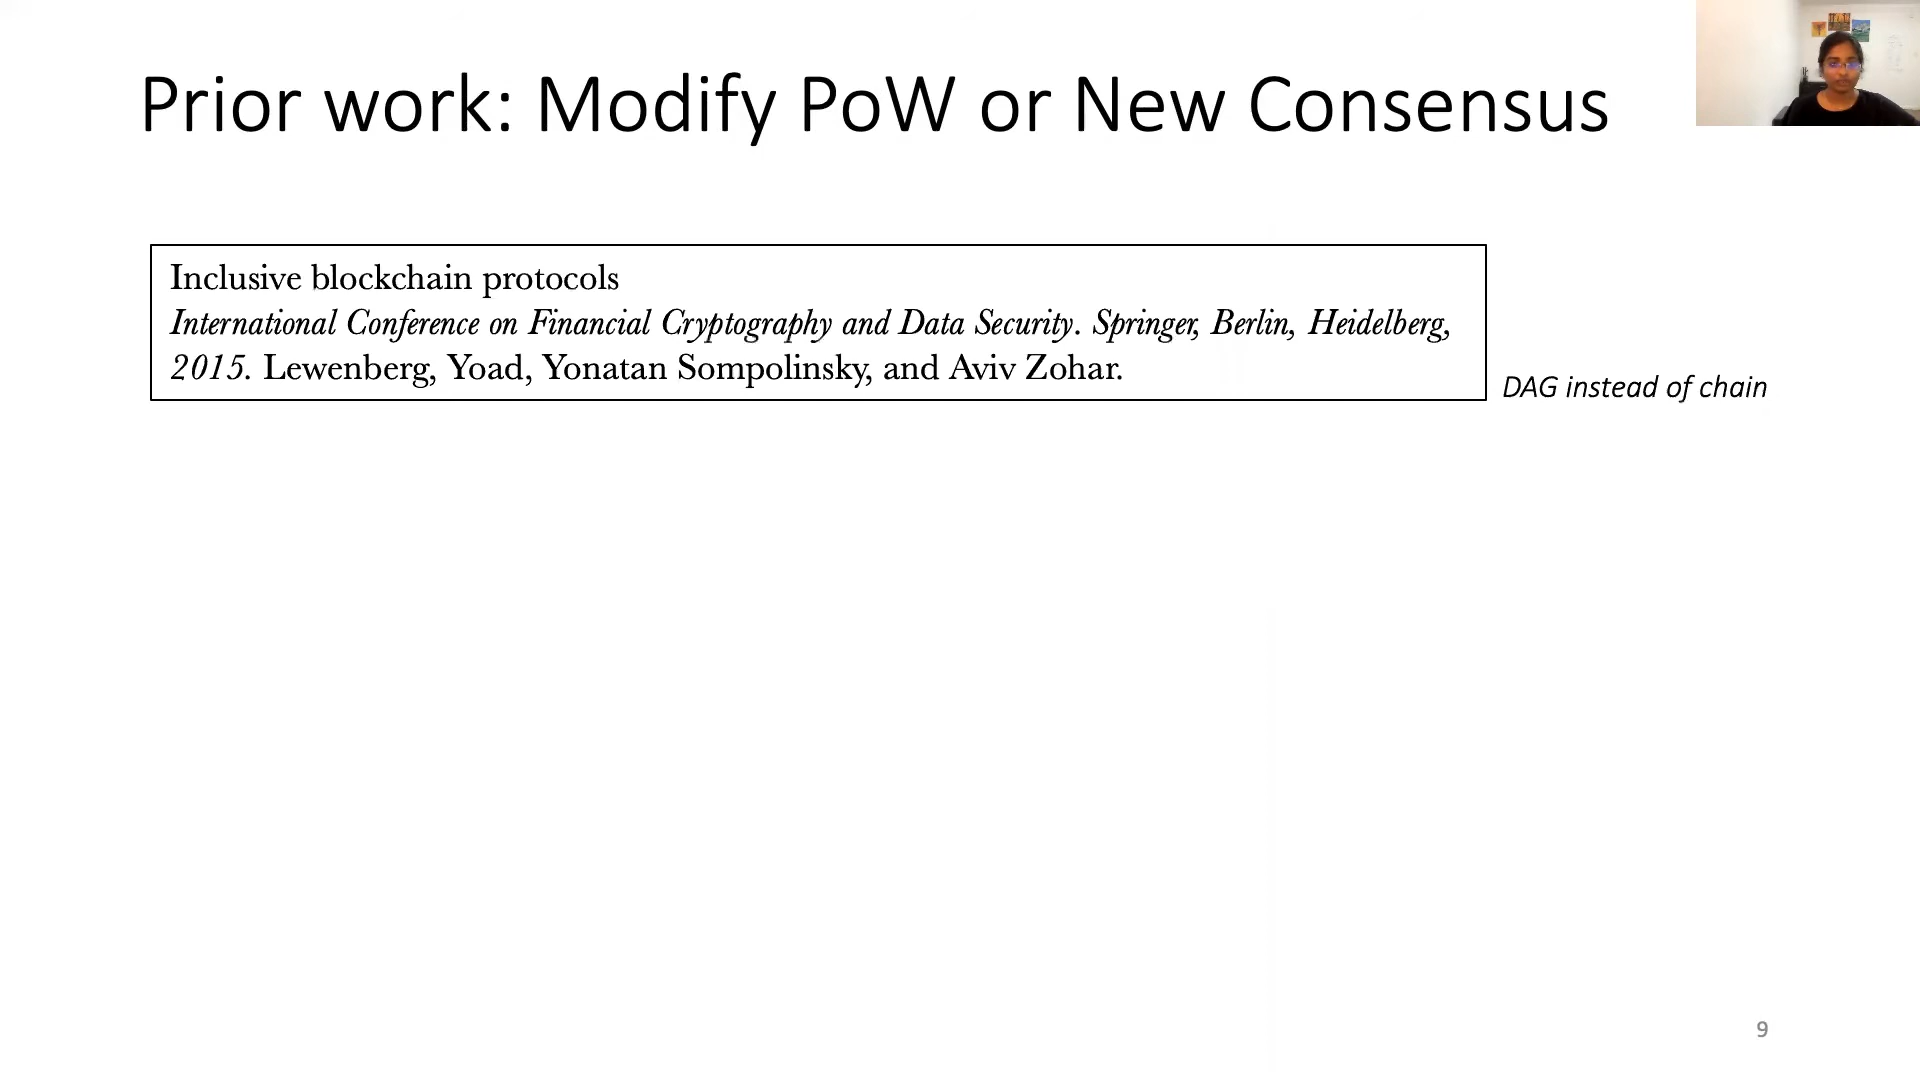 Prior work: Modify PoW or New Consensus
Inclusive blockchain protocols
International Conference on Financial Cryptography and Data Security. Springer, Berlin, Heidelberg,
2015. Lewenberg, Yoad, Yonatan Sompolinsky, and Aviv Zohar.
DAG instead of chain
9